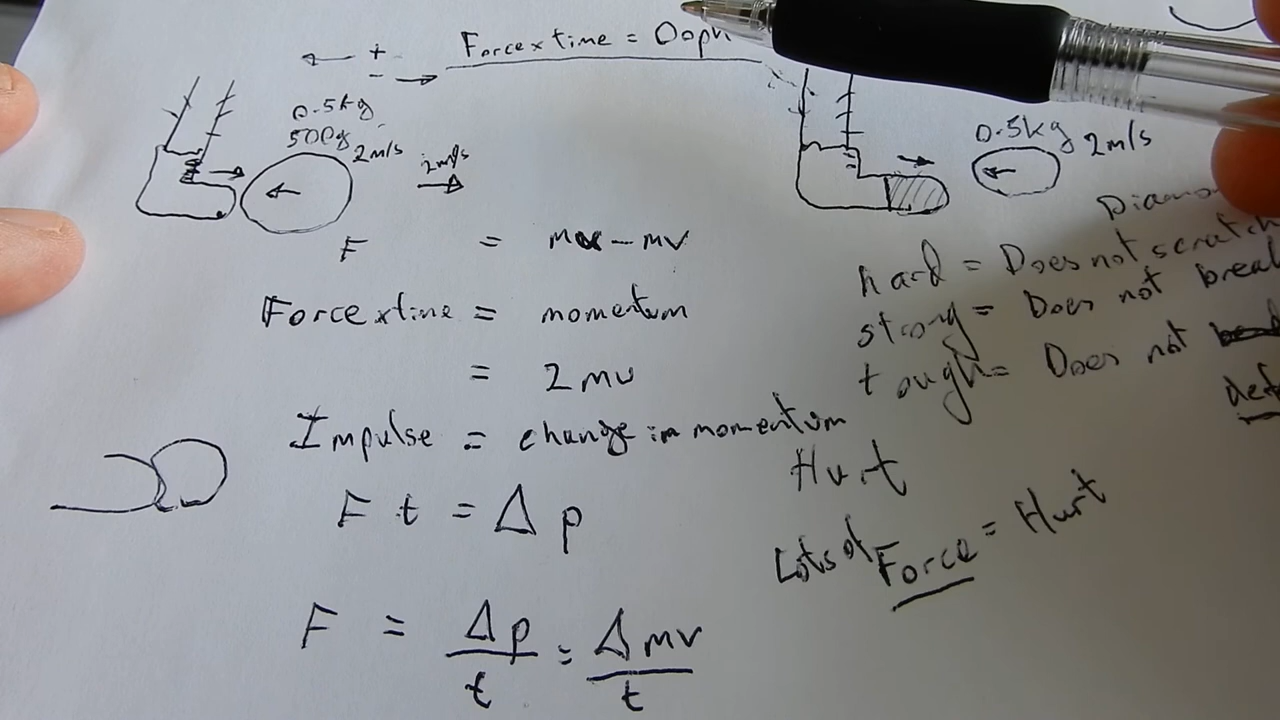 +
Force x time = Ooph
-
0.5kg
500g
2m/s
2m/s
0.5kg 2m/s
F = mu - mv
Force x time = momentum
= 2mv
Impulse = change in momentum
Ft = Δp
F = Δp/t = Δmv/t
hard = Does not scratch
strong = Does not break
tough = Does not
Hurt
Lots of Force = Hurt